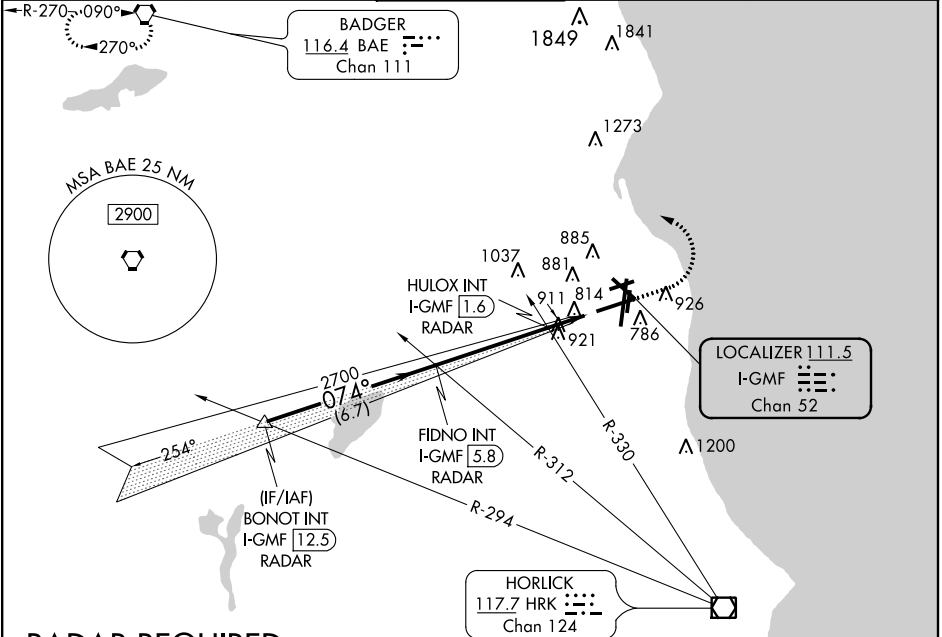 R-270
090°
270°
BADGER
116.4 BAE
Chan 111
1849
1841
1273
MSA BAE 25 NM
2900
1037
885
881
HULOX INT
I-GMF 1.6
RADAR
911
814
921
926
786
LOCALIZER 111.5
I-GMF
Chan 52
2700
074°
(6.7)
254°
FIDNO INT
I-GMF 5.8
RADAR
R-330
R-312
R-294
1200
(IF/IAF)
BONOT INT
I-GMF 12.5
RADAR
HORLICK
117.7 HRK
Chan 124
RADAR REQUIRED